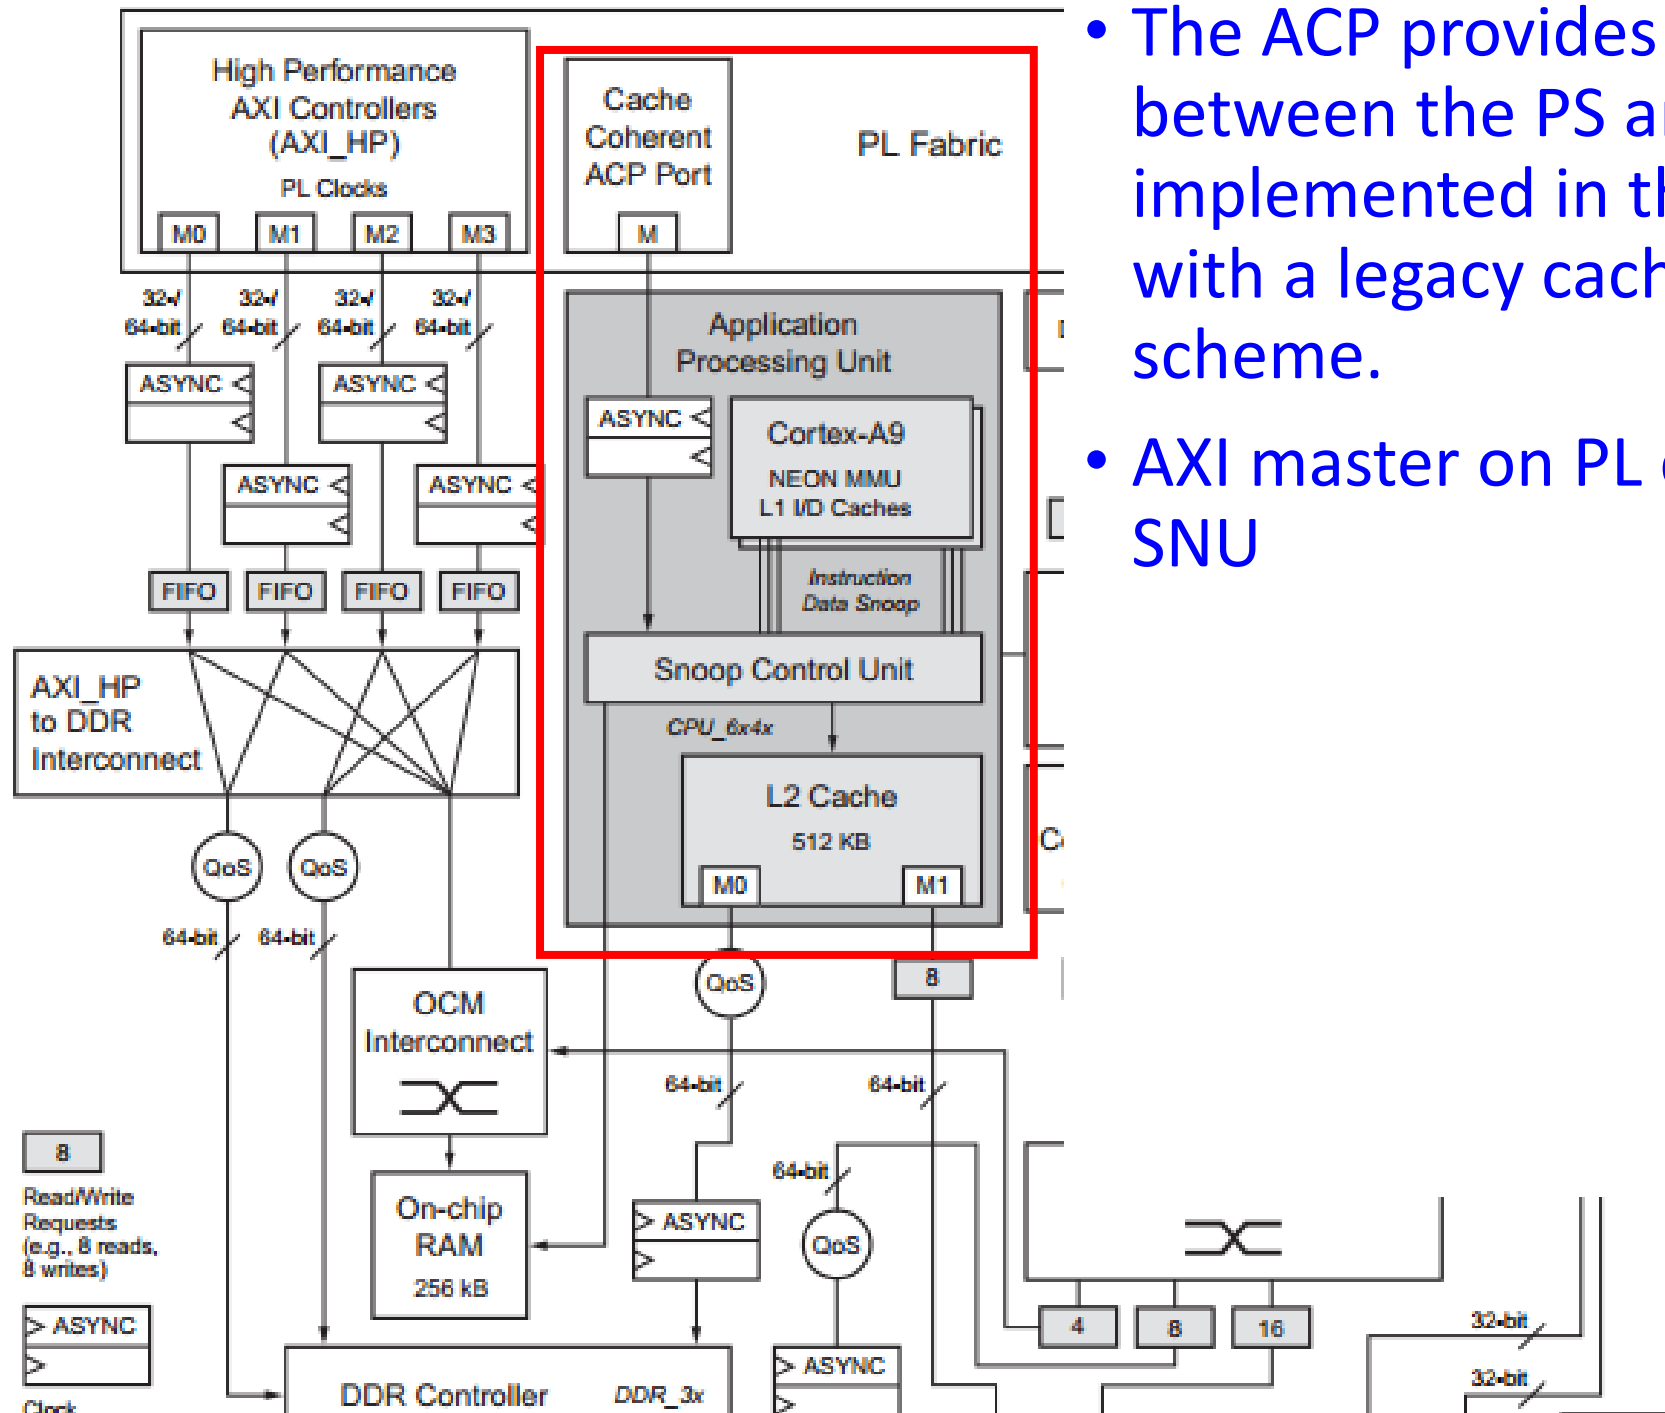 High Performance
AXI Controllers
(AXI_HP)
PL Clocks
M0
M1
M2
M3
Cache
Coherent
ACP Port
M
PL Fabric
32-/
64-bit
32-/
64-bit
32-/
64-bit
32-/
64-bit
ASYNC
ASYNC
ASYNC
ASYNC
FIFO
FIFO
FIFO
FIFO
AXI_HP
to DDR
Interconnect
QoS
QoS
64-bit
64-bit
Application
Processing Unit
ASYNC
Cortex-A9
NEON MMU
L1 I/D Caches
Instruction
Data Snoop
Snoop Control Unit
CPU_6x4x
L2 Cache
512 KB
M0
M1
QoS
8
OCM
Interconnect
64-bit
64-bit
64-bit
On-chip
RAM
256 kB
ASYNC
QoS
8
Read/Write
Requests
(e.g., 8 reads,
8 writes)
ASYNC
Clock
DDR Controller
DDR_3x
ASYNC
4
8
16
32-bit
32-bit
• The ACP provides
between the PS
implemented in
with a legacy
scheme.
• AXI master on PL
SNU